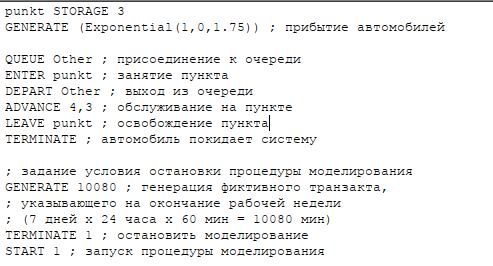 punkt STORAGE 3
GENERATE (Exponential(1,0,1.75)) ; прибытие автомобилей
QUEUE Other ; присоединение к очереди
ENTER punkt ; занятие пункта
DEPART Other ; выход из очереди
ADVANCE 4,3 ; обслуживание на пункте
LEAVE punkt ; освобождение пункта
TERMINATE ; автомобиль покидает систему
; задание условия остановки процедуры моделирования
GENERATE 10080 ; генерация фиктивного транзакта,
; указывающего на окончание рабочей недели
; (7 дней x 24 часа x 60 мин = 10080 мин)
TERMINATE 1 ; остановить моделирование
START 1 ; запуск процедуры моделирования